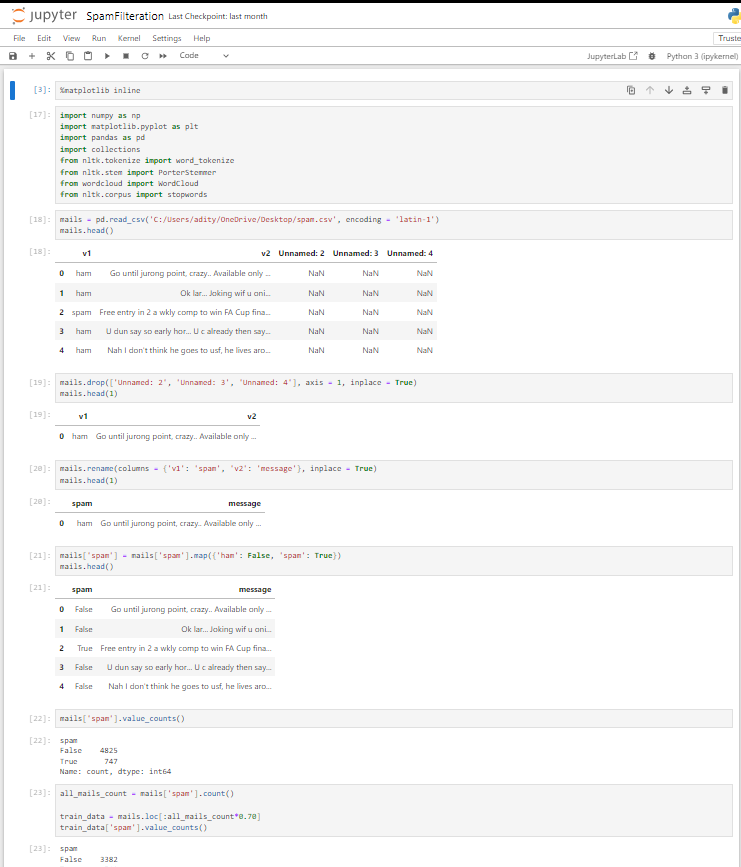 jupyter SpamFilteration Last Checkpoint: last month
File Edit View Run Kernel Settings Help Truste
Code JupyterLab Python 3 (ipykernel)
[3]: %matplotlib inline
[17]: import numpy as np
import matplotlib.pyplot as plt
import pandas as pd
import collections
from nltk.tokenize import word_tokenize
from nltk.stem import PorterStemmer
from wordcloud import WordCloud
from nltk.corpus import stopwords
[18]: mails = pd.read_csv('C:/Users/adity/OneDrive/Desktop/spam.csv', encoding = 'latin-1')
mails.head()
[18]: v1 v2 Unnamed: 2 Unnamed: 3 Unnamed: 4
0 ham Go until jurong point, crazy.. Available only ... NaN NaN NaN
1 ham Ok lar... Joking wif u oni... NaN NaN NaN
2 spam Free entry in 2 a wkly comp to win FA Cup fina... NaN NaN NaN
3 ham U dun say so early hor... U c already then say... NaN NaN NaN
4 ham Nah I don't think he goes to usf, he lives aro... NaN NaN NaN
[19]: mails.drop(['Unnamed: 2', 'Unnamed: 3', 'Unnamed: 4'], axis = 1, inplace = True)
mails.head(1)
[19]: v1 v2
0 ham Go until jurong point, crazy.. Available only ...
[20]: mails.rename(columns = {'v1': 'spam', 'v2': 'message'}, inplace = True)
mails.head(1)
[20]: spam message
0 ham Go until jurong point, crazy.. Available only ...
[21]: mails['spam'] = mails['spam'].map({'ham': False, 'spam': True})
mails.head()
[21]: spam message
0 False Go until jurong point, crazy.. Available only ...
1 False Ok lar... Joking wif u oni...
2 True Free entry in 2 a wkly comp to win FA Cup fina...
3 False U dun say so early hor... U c already then say...
4 False Nah I don't think he goes to usf, he lives aro...
[22]: mails['spam'].value_counts()
[22]: spam
False 4825
True 747
Name: count, dtype: int64
[23]: all_mails_count = mails['spam'].count()
train_data = mails.loc[:all_mails_count*0.70]
train_data['spam'].value_counts()
[23]: spam
False 3382